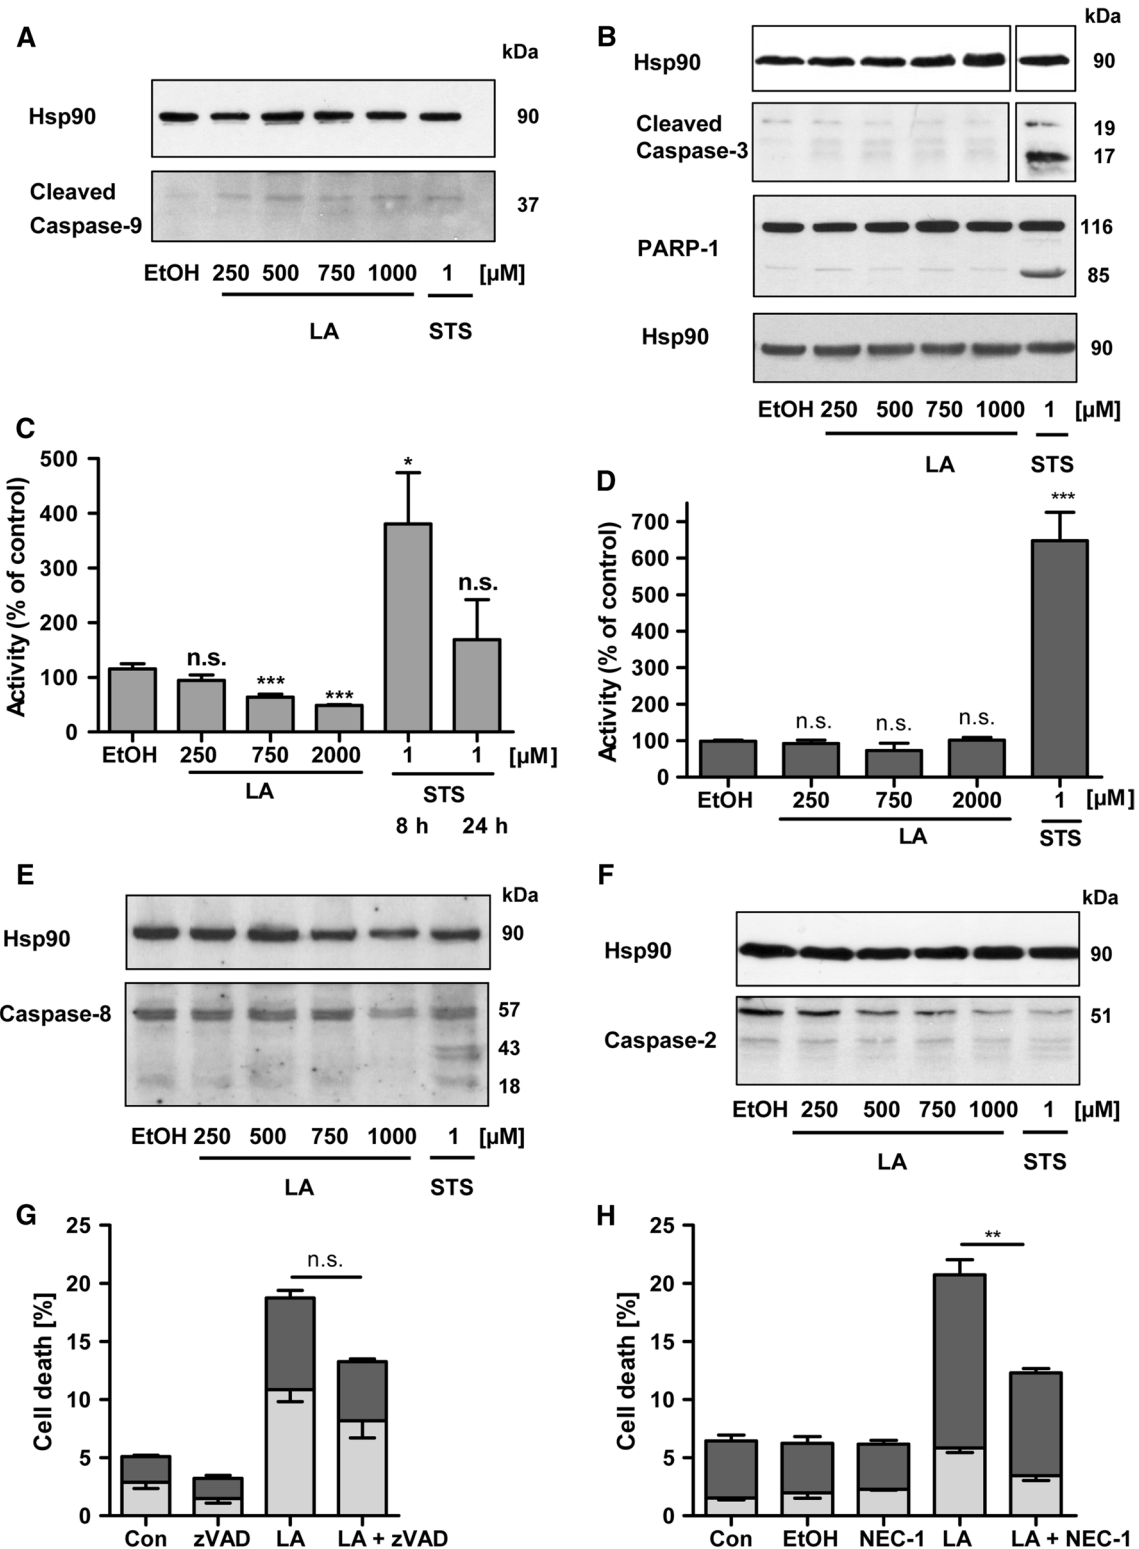 A
kDa
Hsp90
90
Cleaved
Caspase-9
37
EtOH 250 500 750 1000 1 [µM]
LA STS
B
kDa
Hsp90
90
Cleaved
Caspase-3
19
17
PARP-1
116
85
Hsp90
90
EtOH 250 500 750 1000 1 [µM]
LA STS
C
Activity (% of control)
500
400
300
200
100
0
n.s. *** *** * n.s.
EtOH 250 750 2000 1 1 [µM]
LA STS
8 h 24 h
D
Activity (% of control)
700
600
500
400
300
200
100
0
n.s. n.s. n.s. ***
EtOH 250 750 2000 1 [µM]
LA STS
E
kDa
Hsp90
90
Caspase-8
57
43
18
EtOH 250 500 750 1000 1 [µM]
LA STS
F
kDa
Hsp90
90
Caspase-2
51
EtOH 250 500 750 1000 1 [µM]
LA STS
G
Cell death [%]
25
20
15
10
5
0
n.s.
Con zVAD LA LA + zVAD
H
Cell death [%]
25
20
15
10
5
0
**
Con EtOH NEC-1 LA LA + NEC-1